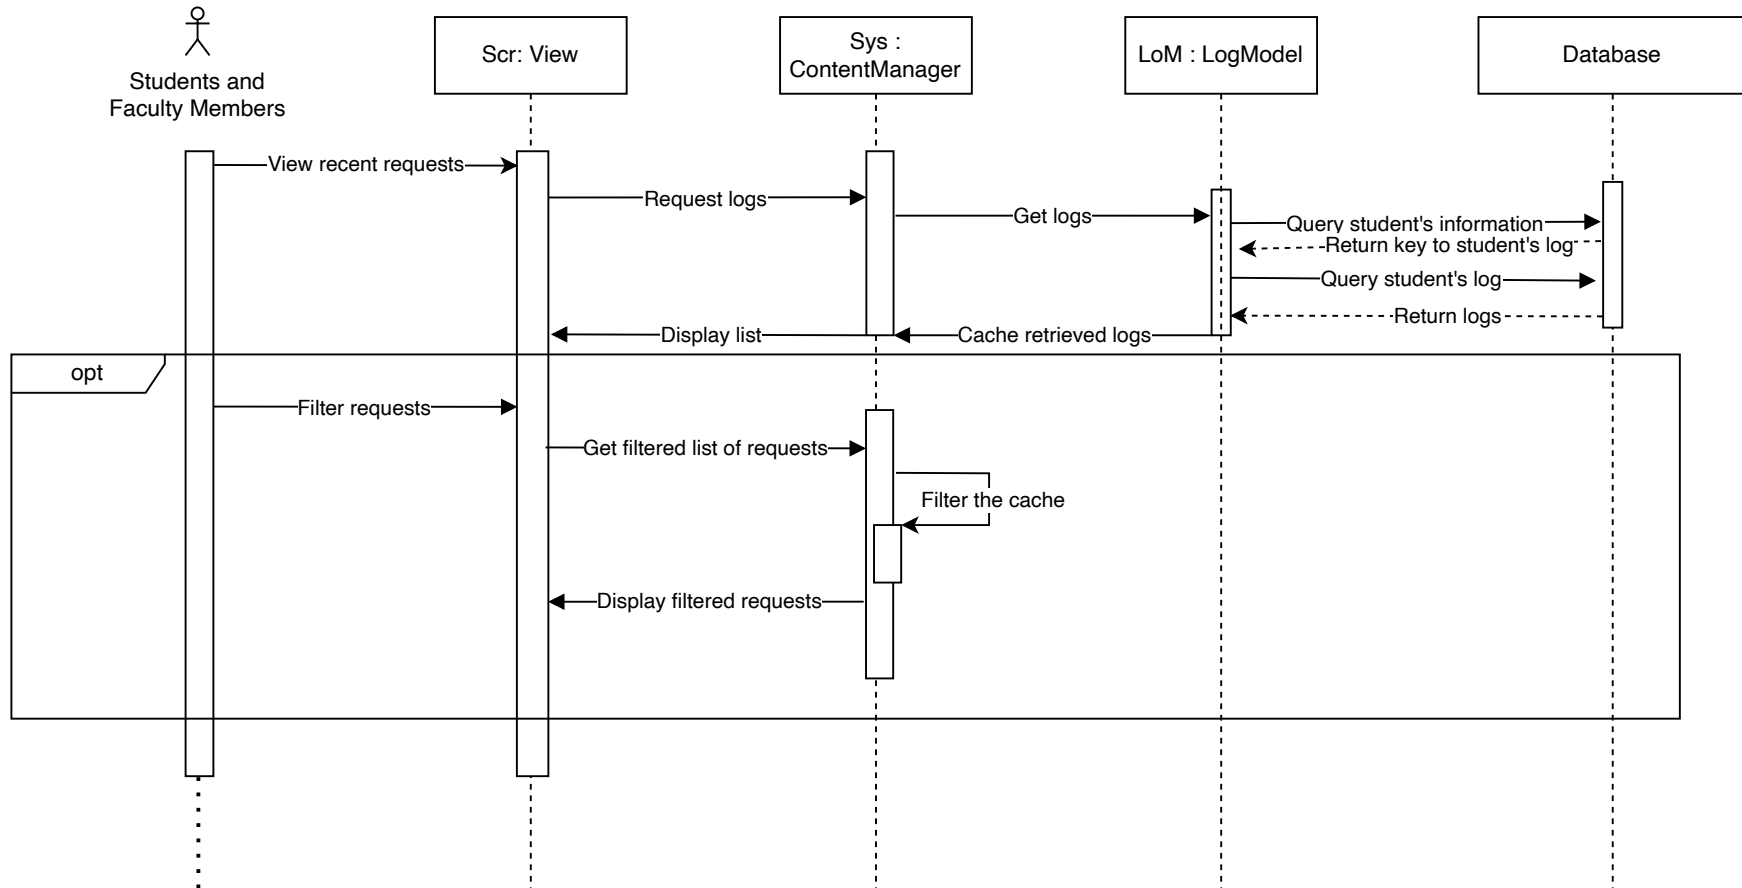 Students and
Faculty Members
Scr: View
Sys :
ContentManager
LoM : LogModel
Database
View recent requests
Request logs
Get logs
Query student's information
Return key to student's log
Query student's log
Return logs
Display list
Cache retrieved logs
opt
Filter requests
Get filtered list of requests
Filter the cache
Display filtered requests